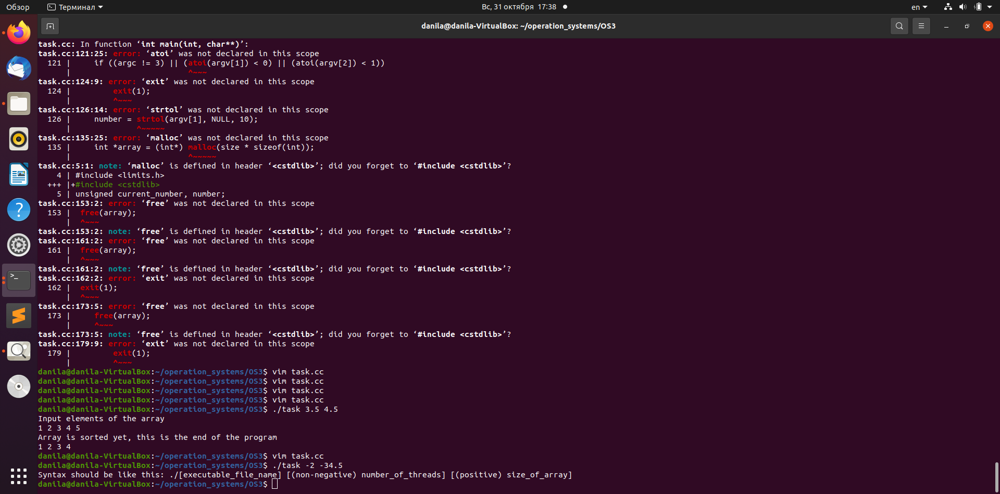 Обзор
Терминал
Вс, 31 октября 17:38
en
danila@danila-VirtualBox: ~/operation_systems/OS3
task.cc: In function ‘int main(int, char**)’:
task.cc:121:25: error: ‘atoi’ was not declared in this scope
  121 |     if ((argc != 3) || (atoi(argv[1]) < 0) || (atoi(argv[2]) < 1))
      |                         ^~~~
task.cc:124:9: error: ‘exit’ was not declared in this scope
  124 |         exit(1);
      |         ^~~~
task.cc:126:14: error: ‘strtol’ was not declared in this scope
  126 |     number = strtol(argv[1], NULL, 10);
      |              ^~~~~~
task.cc:135:25: error: ‘malloc’ was not declared in this scope
  135 |     int *array = (int*) malloc(size * sizeof(int));
      |                         ^~~~~~
task.cc:5:1: note: ‘malloc’ is defined in header ‘<cstdlib>’; did you forget to ‘#include <cstdlib>’?
    4 | #include <limits.h>
  +++ |+#include <cstdlib>
    5 | unsigned current_number, number;
task.cc:153:2: error: ‘free’ was not declared in this scope
  153 |  free(array);
      |  ^~~~
task.cc:153:2: note: ‘free’ is defined in header ‘<cstdlib>’; did you forget to ‘#include <cstdlib>’?
task.cc:161:2: error: ‘free’ was not declared in this scope
  161 |  free(array);
      |  ^~~~
task.cc:161:2: note: ‘free’ is defined in header ‘<cstdlib>’; did you forget to ‘#include <cstdlib>’?
task.cc:162:2: error: ‘exit’ was not declared in this scope
  162 |  exit(1);
      |  ^~~~
task.cc:173:5: error: ‘free’ was not declared in this scope
  173 |     free(array);
      |     ^~~~
task.cc:173:5: note: ‘free’ is defined in header ‘<cstdlib>’; did you forget to ‘#include <cstdlib>’?
task.cc:179:9: error: ‘exit’ was not declared in this scope
  179 |         exit(1);
      |         ^~~~
danila@danila-VirtualBox:~/operation_systems/OS3$ vim task.cc
danila@danila-VirtualBox:~/operation_systems/OS3$ vim task.cc
danila@danila-VirtualBox:~/operation_systems/OS3$ vim task.cc
danila@danila-VirtualBox:~/operation_systems/OS3$ vim task.cc
danila@danila-VirtualBox:~/operation_systems/OS3$ ./task 3.5 4.5
Input elements of the array
1 2 3 4 5
Array is sorted yet, this is the end of the program
1 2 3 4
danila@danila-VirtualBox:~/operation_systems/OS3$ vim task.cc
danila@danila-VirtualBox:~/operation_systems/OS3$ ./task -2 -34.5
Syntax should be like this: ./[executable_file_name] [(non-negative) number_of_threads] [(positive) size_of_array]
danila@danila-VirtualBox:~/operation_systems/OS3$